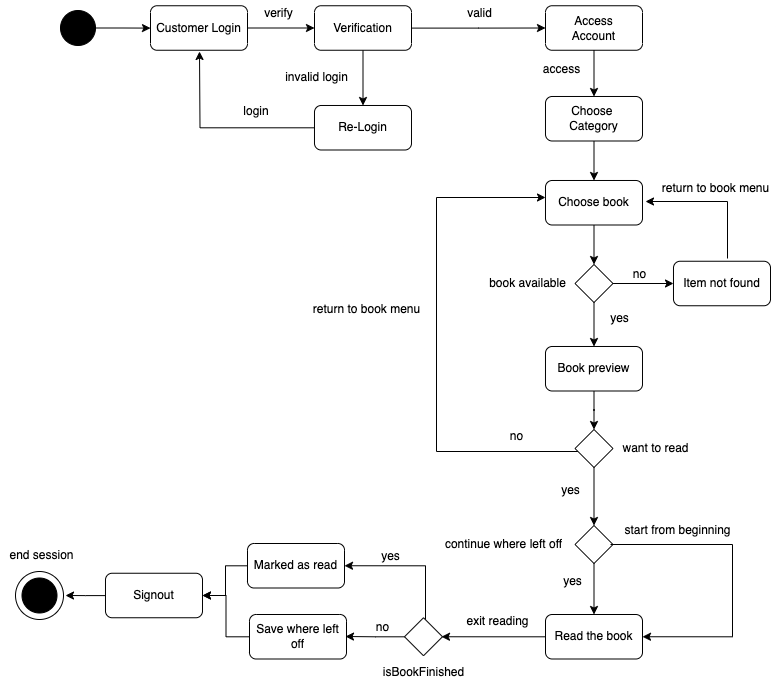 Customer Login
verify
Verification
valid
Access
Account
invalid login
access
login
Re-Login
Choose
Category
return to book menu
Choose book
book available
no
Item not found
return to book menu
yes
Book preview
no
want to read
yes
continue where left off
start from beginning
end session
Marked as read
yes
yes
Signout
Save where left
off
no
exit reading
Read the book
isBookFinished